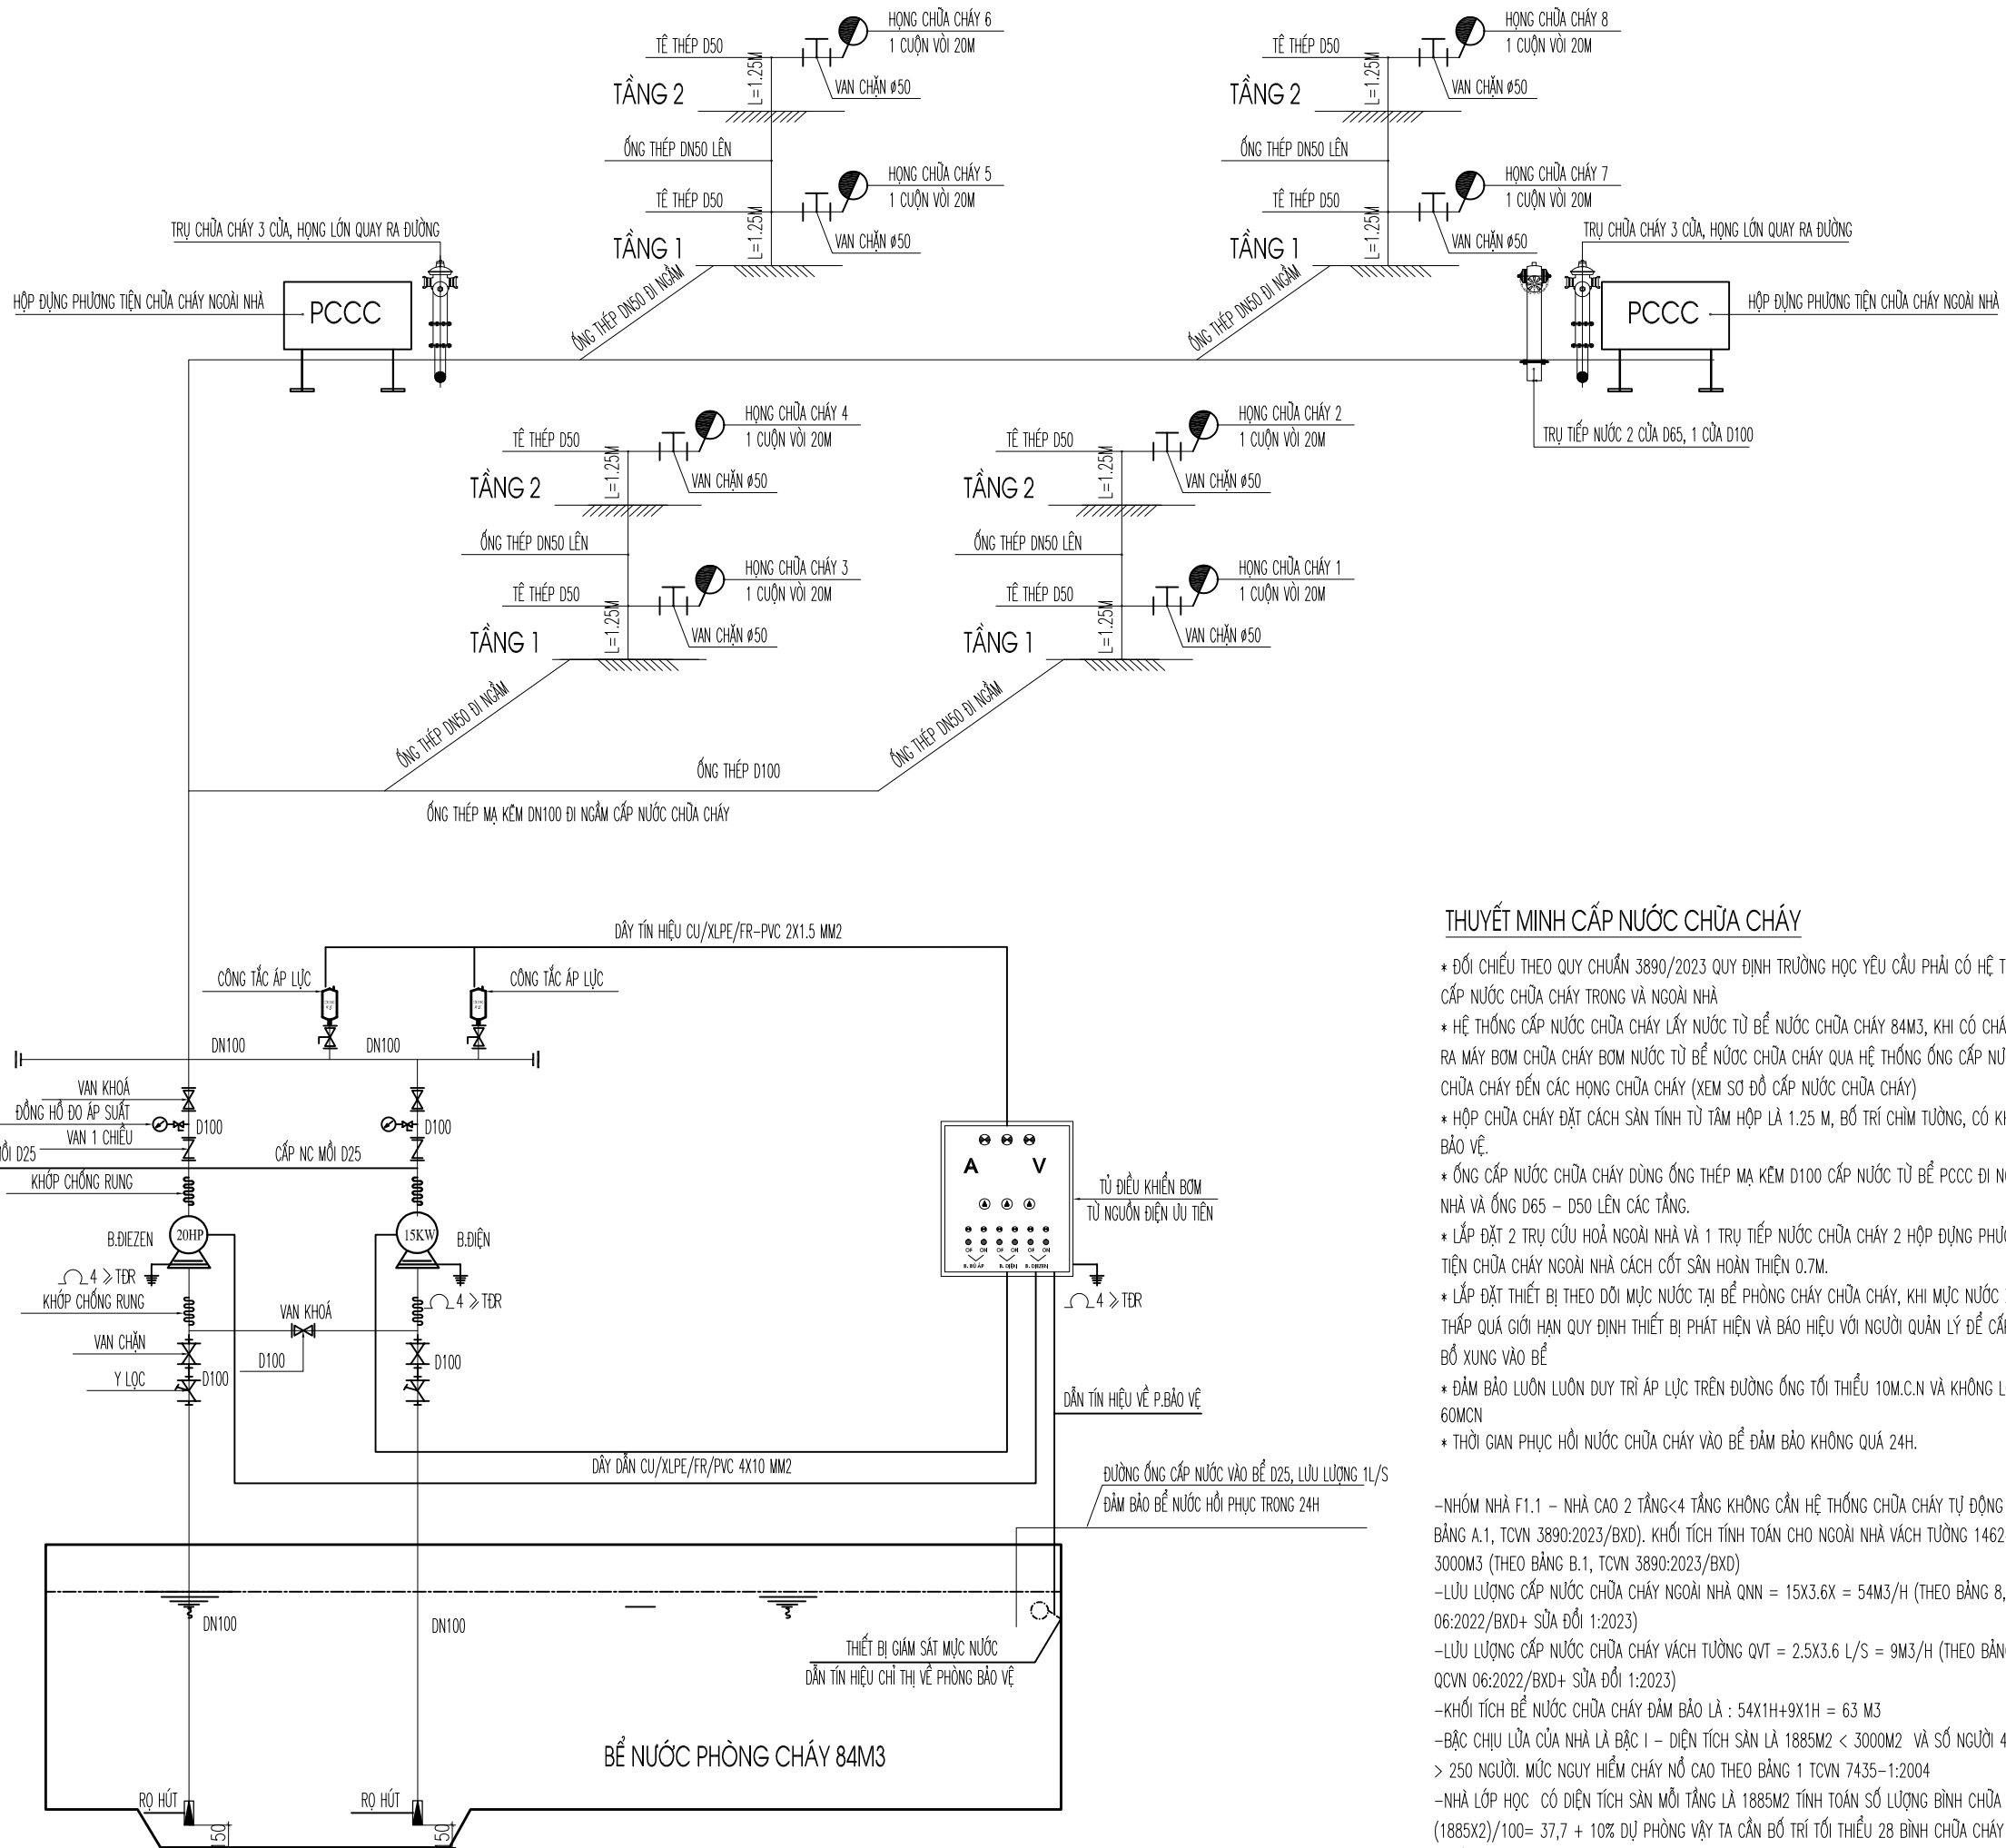 HỌNG CHỮA CHÁY 6
1 CUỘN VÒI 20M
TÊ THÉP D50
L=1.25M
VAN CHẶN ø50
TẦNG 2
ỐNG THÉP DN50 LÊN
HỌNG CHỮA CHÁY 5
1 CUỘN VÒI 20M
TÊ THÉP D50
L=1.25M
VAN CHẶN ø50
TẦNG 1
ỐNG THÉP DN50 ĐI NGẦM
HỌNG CHỮA CHÁY 8
1 CUỘN VÒI 20M
TÊ THÉP D50
L=1.25M
VAN CHẶN ø50
TẦNG 2
ỐNG THÉP DN50 LÊN
HỌNG CHỮA CHÁY 7
1 CUỘN VÒI 20M
TÊ THÉP D50
L=1.25M
VAN CHẶN ø50
TẦNG 1
ỐNG THÉP DN50 ĐI NGẦM
TRỤ CHỮA CHÁY 3 CỬA, HỌNG LỚN QUAY RA ĐƯỜNG
HỘP ĐỰNG PHƯƠNG TIỆN CHỮA CHÁY NGOÀI NHÀ
PCCC
TRỤ CHỮA CHÁY 3 CỬA, HỌNG LỚN QUAY RA ĐƯỜNG
PCCC
HỘP ĐỰNG PHƯƠNG TIỆN CHỮA CHÁY NGOÀI NHÀ
TRỤ TIẾP NƯỚC 2 CỬA D65, 1 CỬA D100
HỌNG CHỮA CHÁY 4
1 CUỘN VÒI 20M
TÊ THÉP D50
L=1.25M
VAN CHẶN ø50
TẦNG 2
ỐNG THÉP DN50 LÊN
HỌNG CHỮA CHÁY 3
1 CUỘN VÒI 20M
TÊ THÉP D50
L=1.25M
VAN CHẶN ø50
TẦNG 1
ỐNG THÉP DN50 ĐI NGẦM
HỌNG CHỮA CHÁY 2
1 CUỘN VÒI 20M
TÊ THÉP D50
L=1.25M
VAN CHẶN ø50
TẦNG 2
ỐNG THÉP DN50 LÊN
HỌNG CHỮA CHÁY 1
1 CUỘN VÒI 20M
TÊ THÉP D50
L=1.25M
VAN CHẶN ø50
TẦNG 1
ỐNG THÉP DN50 ĐI NGẦM
ỐNG THÉP D100
ỐNG THÉP MẠ KẼM DN100 ĐI NGẦM CẤP NƯỚC CHỮA CHÁY
DÂY TÍN HIỆU CU/XLPE/FR-PVC 2X1.5 MM2
CÔNG TẮC ÁP LỰC
CÔNG TẮC ÁP LỰC
DN100
DN100
VAN KHOÁ
ĐỒNG HỒ ĐO ÁP SUẤT
D100
D100
VAN 1 CHIỀU
MỒI D25
CẤP NC MỒI D25
KHỚP CHỐNG RUNG
B.ĐIEZEN
20HP
15KW
B.ĐIỆN
4 ⩾ TĐR
4 ⩾ TĐR
KHỚP CHỐNG RUNG
VAN KHOÁ
VAN CHẶN
D100
D100
Y LỌC
D100
A V
OF ON OF ON OF ON
B. BÙ ÁP B. ĐIỆN B. ĐIEZEN
TỦ ĐIỀU KHIỂN BƠM
TỪ NGUỒN ĐIỆN ƯU TIÊN
4 ⩾ TĐR
DẪN TÍN HIỆU VỀ P.BẢO VỆ
DÂY DẪN CU/XLPE/FR/PVC 4X10 MM2
ĐƯỜNG ỐNG CẤP NƯỚC VÀO BỂ D25, LƯU LƯỢNG 1L/S
ĐẢM BẢO BỂ NƯỚC HỒI PHỤC TRONG 24H
DN100
DN100
THIẾT BỊ GIÁM SÁT MỰC NƯỚC
DẪN TÍN HIỆU CHỈ THỊ VỀ PHÒNG BẢO VỆ
BỂ NƯỚC PHÒNG CHÁY 84M3
RỌ HÚT
RỌ HÚT
150
150
THUYẾT MINH CẤP NƯỚC CHỮA CHÁY
* ĐỐI CHIẾU THEO QUY CHUẨN 3890/2023 QUY ĐỊNH TRƯỜNG HỌC YÊU CẦU PHẢI CÓ HỆ
CẤP NƯỚC CHỮA CHÁY TRONG VÀ NGOÀI NHÀ
* HỆ THỐNG CẤP NƯỚC CHỮA CHÁY LẤY NƯỚC TỪ BỂ NƯỚC CHỮA CHÁY 84M3, KHI CÓ
RA MÁY BƠM CHỮA CHÁY BƠM NƯỚC TỪ BỂ NỨƠC CHỮA CHÁY QUA HỆ THỐNG ỐNG CẤP
CHỮA CHÁY ĐẾN CÁC HỌNG CHỮA CHÁY (XEM SƠ ĐỒ CẤP NƯỚC CHỮA CHÁY)
* HỘP CHỮA CHÁY ĐẶT CÁCH SÀN TÍNH TỪ TÂM HỘP LÀ 1.25 M, BỐ TRÍ CHÌM TƯỜNG, CÓ
BẢO VỆ.
* ỐNG CẤP NƯỚC CHỮA CHÁY DÙNG ỐNG THÉP MẠ KẼM D100 CẤP NƯỚC TỪ BỂ PCCC ĐI
NHÀ VÀ ỐNG D65 – D50 LÊN CÁC TẦNG.
* LẮP ĐẶT 2 TRỤ CỨU HOẢ NGOÀI NHÀ VÀ 1 TRỤ TIẾP NƯỚC CHỮA CHÁY 2 HỘP ĐỰNG
TIỆN CHỮA CHÁY NGOÀI NHÀ CÁCH CỐT SÂN HOÀN THIỆN 0.7M.
* LẮP ĐẶT THIẾT BỊ THEO DÕI MỰC NƯỚC TẠI BỂ PHÒNG CHÁY CHỮA CHÁY, KHI MỰC NƯỚC
THẤP QUÁ GIỚI HẠN QUY ĐỊNH THIẾT BỊ PHÁT HIỆN VÀ BÁO HIỆU VỚI NGƯỜI QUẢN LÝ ĐỂ
BỔ XUNG VÀO BỂ
* ĐẢM BẢO LUÔN LUÔN DUY TRÌ ÁP LỰC TRÊN ĐƯỜNG ỐNG TỐI THIỂU 10M.C.N VÀ KHÔNG
60MCN
* THỜI GIAN PHỤC HỒI NƯỚC CHỮA CHÁY VÀO BỂ ĐẢM BẢO KHÔNG QUÁ 24H.
–NHÓM NHÀ F1.1 – NHÀ CAO 2 TẦNG<4 TẦNG KHÔNG CẦN HỆ THỐNG CHỮA CHÁY TỰ ĐỘNG
BẢNG A.1, TCVN 3890:2023/BXD). KHỐI TÍCH TÍNH TOÁN CHO NGOÀI NHÀ VÁCH TƯỜNG 1462
3000M3 (THEO BẢNG B.1, TCVN 3890:2023/BXD)
–LƯU LƯỢNG CẤP NƯỚC CHỮA CHÁY NGOÀI NHÀ QNN = 15X3.6X = 54M3/H (THEO BẢNG 8,
06:2022/BXD+ SỬA ĐỔI 1:2023)
–LƯU LƯỢNG CẤP NƯỚC CHỮA CHÁY VÁCH TƯỜNG QVT = 2.5X3.6 L/S = 9M3/H (THEO BẢNG
QCVN 06:2022/BXD+ SỬA ĐỔI 1:2023)
–KHỐI TÍCH BỂ NƯỚC CHỮA CHÁY ĐẢM BẢO LÀ : 54X1H+9X1H = 63 M3
–BẬC CHỊU LỬA CỦA NHÀ LÀ BẬC I – DIỆN TÍCH SÀN LÀ 1885M2 < 3000M2 VÀ SỐ NGƯỜI 4
> 250 NGƯỜI. MỨC NGUY HIỂM CHÁY NỔ CAO THEO BẢNG 1 TCVN 7435–1:2004
–NHÀ LỚP HỌC CÓ DIỆN TÍCH SÀN MỖI TẦNG LÀ 1885M2 TÍNH TOÁN SỐ LƯỢNG BÌNH CHỮA
(1885X2)/100= 37,7 + 10% DỰ PHÒNG VẬY TA CẦN BỐ TRÍ TỐI THIỂU 28 BÌNH CHỮA CHÁY